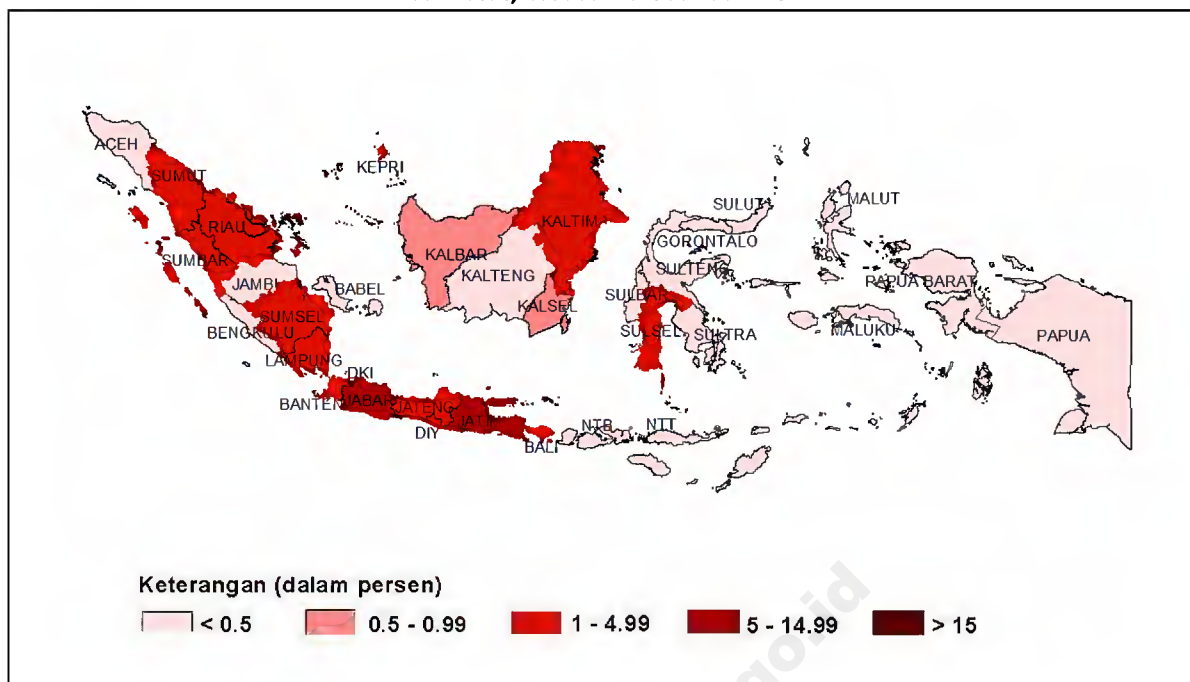 ACEH
SUMUT
KEPRI
RIAU
SUMBAR
JAMBI
BABEL
SUMSEL
BENGKULU
LAMPUNG
DKI
BANTEN
JABAR
JATENG
DIY
JATIM
BALI
NTB
NTT
KALBAR
KALTENG
KALSEL
KALTIM
SULUT
GORONTALO
SULTENG
SULBAR
SULSEL
SULTRA
MALUT
MALUKU
PAPUA BARAT
PAPUA
Keterangan (dalam persen)
< 0.5 0.5 - 0.99 1 - 4.99 5 - 14.99 > 15
go.id